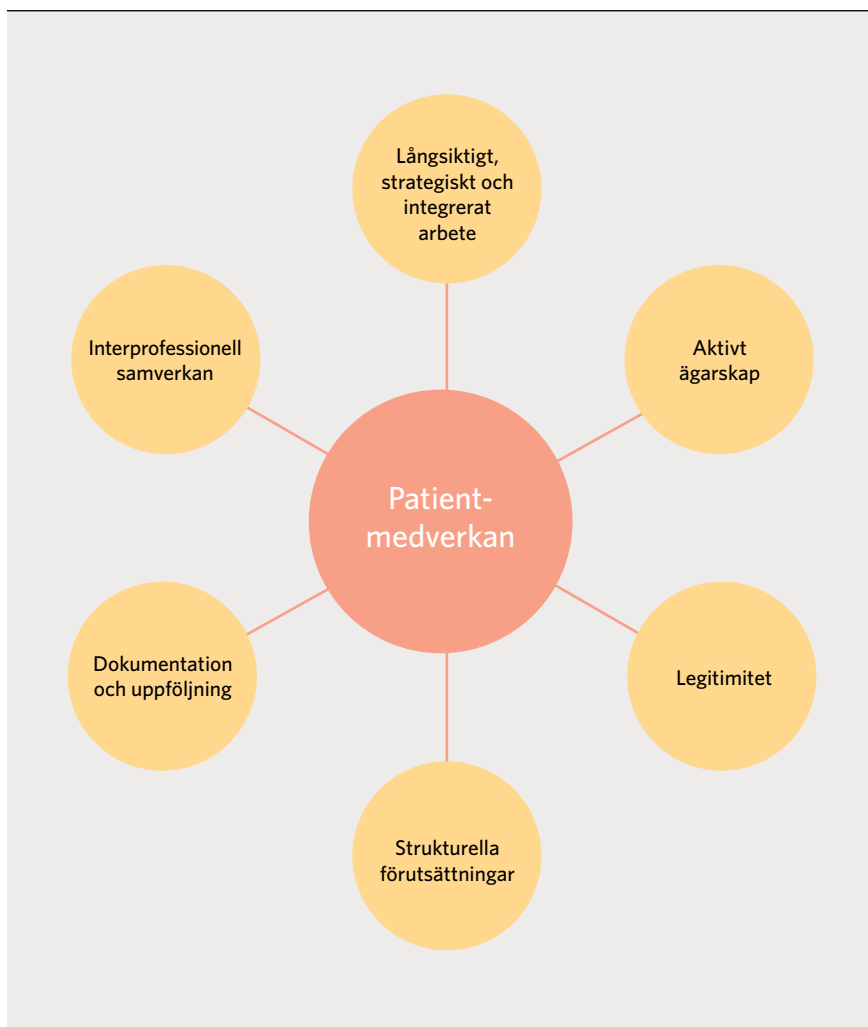 Långsiktigt,
strategiskt och
integrerat
arbete
Interprofessionell
samverkan
Aktivt
ägarskap
Patient-
medverkan
Dokumentation
och uppföljning
Legitimitet
Strukturella
förutsättningar